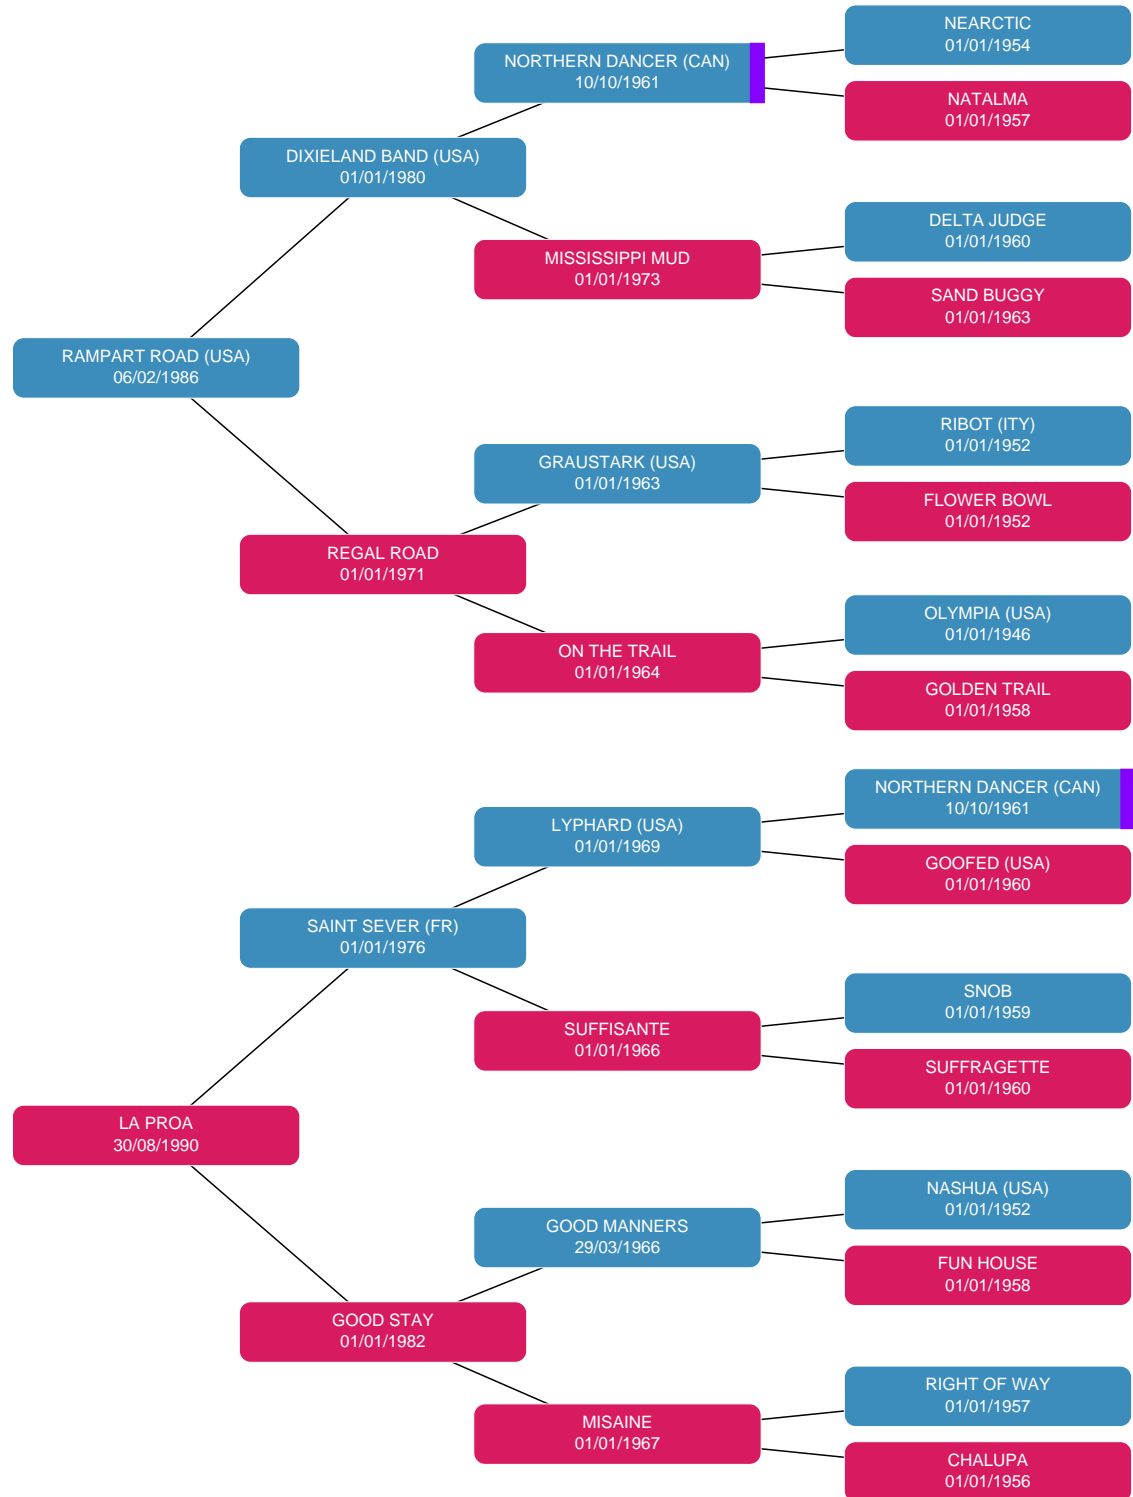 NEARCTIC
01/01/1954
NORTHERN DANCER (CAN)
10/10/1961
NATALMA
01/01/1957
DIXIELAND BAND (USA)
01/01/1980
DELTA JUDGE
01/01/1960
MISSISSIPPI MUD
01/01/1973
SAND BUGGY
01/01/1963
RAMPART ROAD (USA)
06/02/1986
RIBOT (ITY)
01/01/1952
GRAUSTARK (USA)
01/01/1963
FLOWER BOWL
01/01/1952
REGAL ROAD
01/01/1971
OLYMPIA (USA)
01/01/1946
ON THE TRAIL
01/01/1964
GOLDEN TRAIL
01/01/1958
NORTHERN DANCER (CAN)
10/10/1961
LYPHARD (USA)
01/01/1969
GOOFED (USA)
01/01/1960
SAINT SEVER (FR)
01/01/1976
SNOB
01/01/1959
SUFFISANTE
01/01/1966
SUFFRAGETTE
01/01/1960
LA PROA
30/08/1990
NASHUA (USA)
01/01/1952
GOOD MANNERS
29/03/1966
FUN HOUSE
01/01/1958
GOOD STAY
01/01/1982
RIGHT OF WAY
01/01/1957
MISAINE
01/01/1967
CHALUPA
01/01/1956